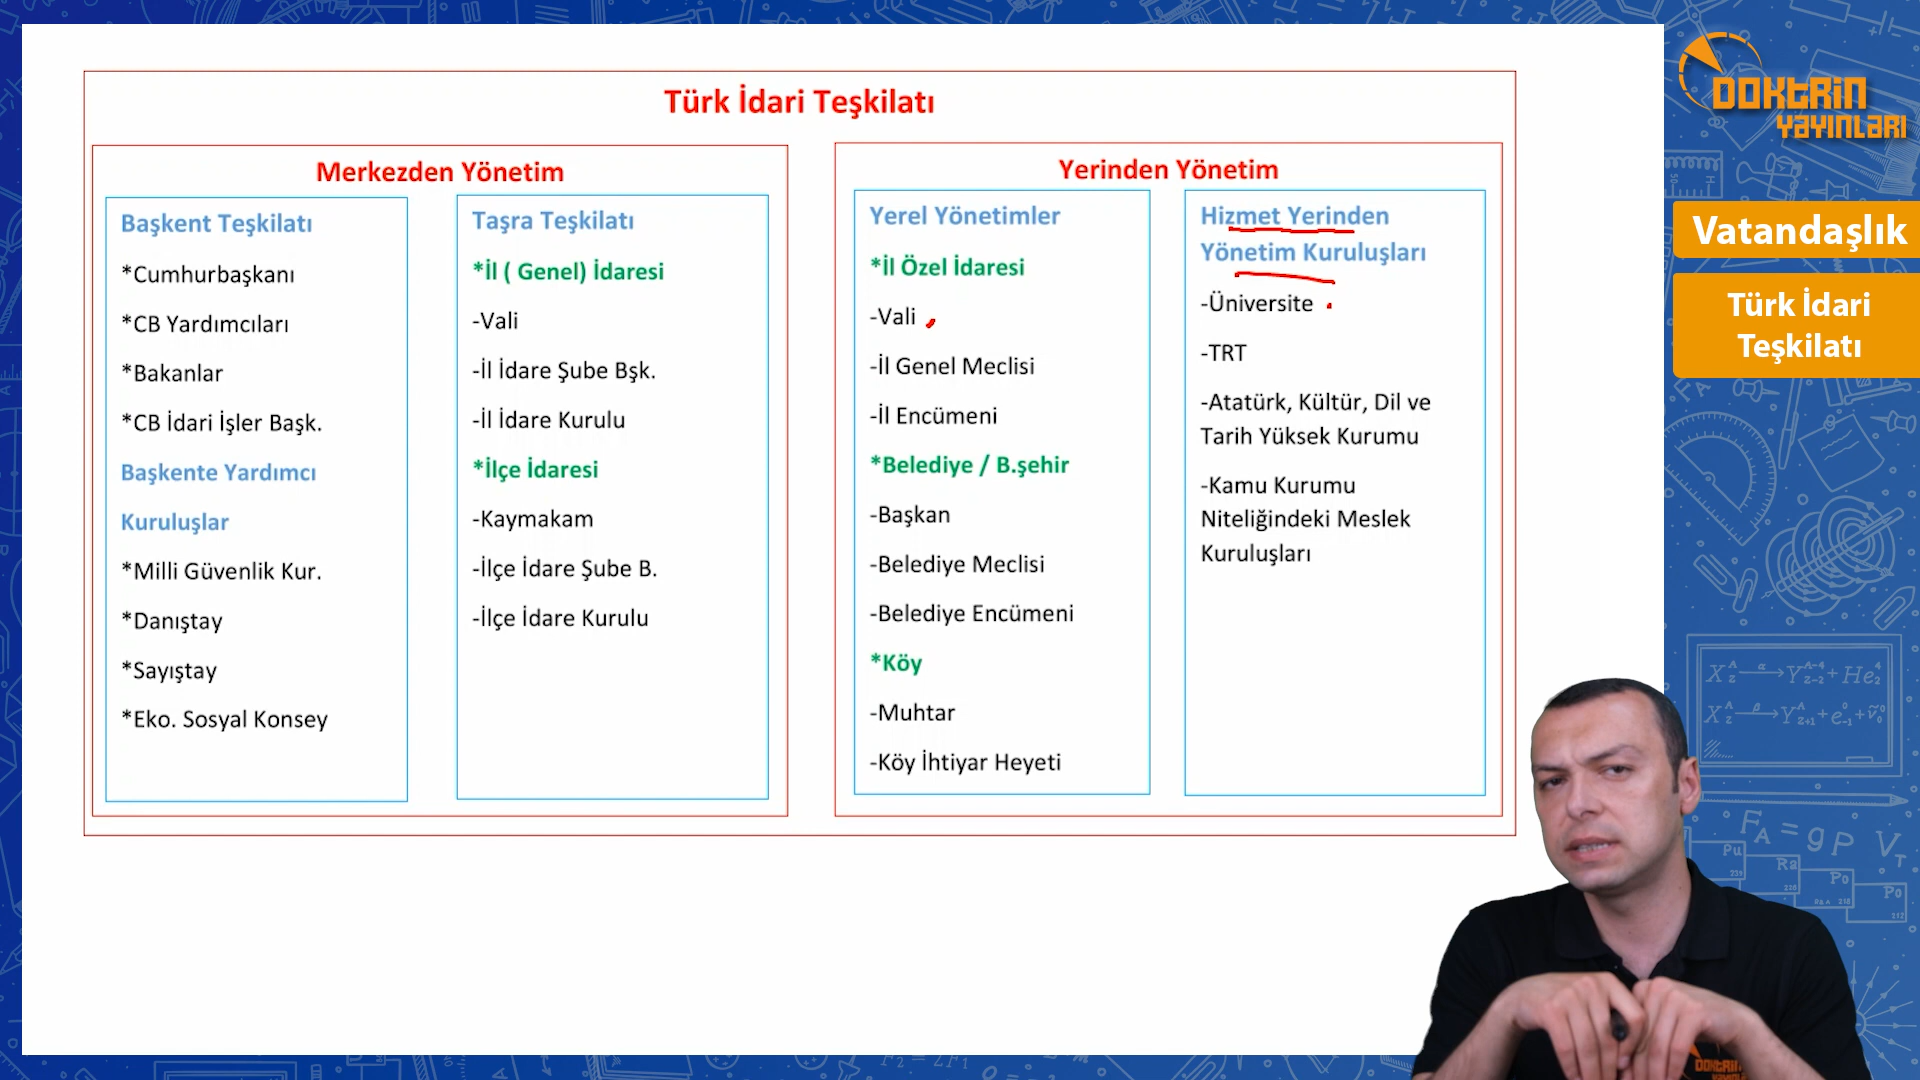 Türk İdari Teşkilatı
Merkezden Yönetim
Başkent Teşkilatı
*Cumhurbaşkanı
*CB Yardımcıları
*Bakanlar
*CB İdari İşler Başk.
Başkente Yardımcı
Kuruluşlar
*Milli Güvenlik Kur.
*Danıştay
*Sayıştay
*Eko. Sosyal Konsey
Taşra Teşkilatı
*İl ( Genel) İdaresi
-Vali
-İl İdare Şube Bşk.
-İl İdare Kurulu
*İlçe İdaresi
-Kaymakam
-İlçe İdare Şube B.
-İlçe İdare Kurulu
Yerinden Yönetim
Yerel Yönetimler
*İl Özel İdaresi
-Vali
-İl Genel Meclisi
-İl Encümeni
*Belediye / B.şehir
-Başkan
-Belediye Meclisi
-Belediye Encümeni
*Köy
-Muhtar
-Köy İhtiyar Heyeti
Hizmet Yerinden
Yönetim Kuruluşları
-Üniversite
-TRT
-Atatürk, Kültür, Dil ve
Tarih Yüksek Kurumu
-Kamu Kurumu
Niteliğindeki Meslek
Kuruluşları
DOKtRiN
YAYINLARI
Vatandaşlık
Türk İdari
Teşkilatı